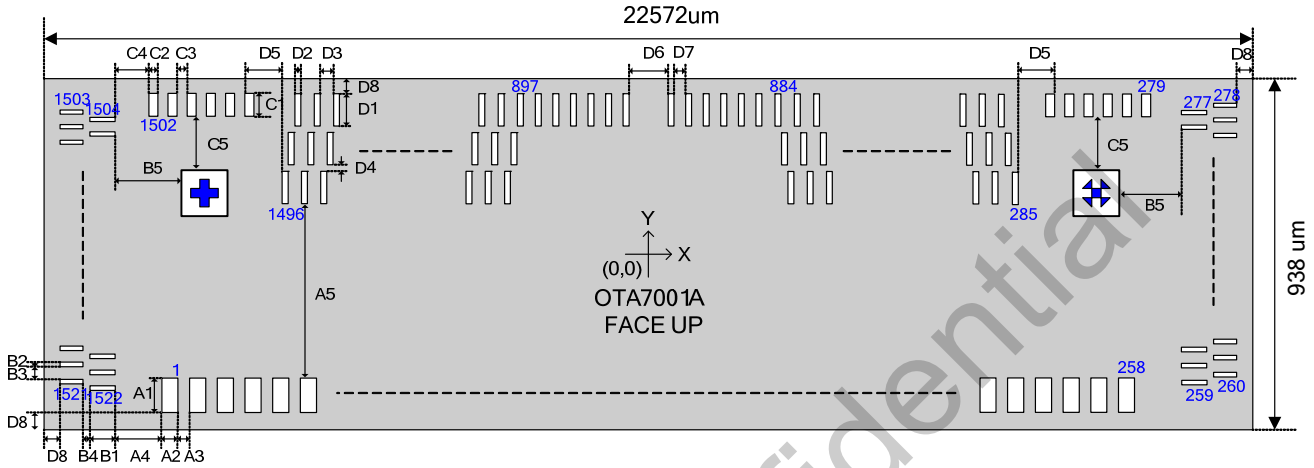 22572um
C4 C2 C3 D5 D2 D3 D6 D7 D5 D8
1503 1504 1502 C1 897 D8 D1 884 279 277 278
C5 D4 C5
B5 1496 285 B5
Y
X
(0,0)
A5
OTA7001A
FACE UP
938 um
B2
B3
1521 1522 A1 1 258 259 260
D8
D8 B4 B1 A4 A2 A3
fidential